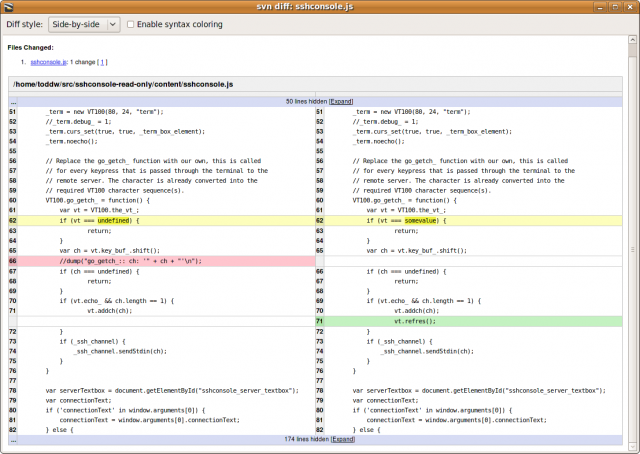 svn diff: sshconsole.js
Diff style: Side-by-side Enable syntax coloring
Files Changed:
1. sshconsole.js: 1 change [ 1 ]
/home/toddw/src/sshconsole-read-only/content/sshconsole.js
... 50 lines hidden [Expand]
51 _term = new VT100(80, 24, "term"); 51 _term = new VT100(80, 24, "term");
52 //_term.debug_ = 1; 52 //_term.debug_ = 1;
53 _term.curs_set(true, true, _term_box_element); 53 _term.curs_set(true, true, _term_box_element);
54 _term.noecho(); 54 _term.noecho();
55 55
56 // Replace the go_getch_ function with our own, this is called 56 // Replace the go_getch_ function with our own, this is called
57 // for every keypress that is passed through the terminal to the 57 // for every keypress that is passed through the terminal to the
58 // remote server. The character is already converted into the 58 // remote server. The character is already converted into the
59 // required VT100 character sequence(s). 59 // required VT100 character sequence(s).
60 VT100.go_getch_ = function() { 60 VT100.go_getch_ = function() {
61 var vt = VT100.the_vt_; 61 var vt = VT100.the_vt_;
62 if (vt === undefined) { 62 if (vt === somevalue) {
63 return; 63 return;
64 } 64 }
65 var ch = vt.key_buf_.shift(); 65 var ch = vt.key_buf_.shift();
66 //dump("go_getch_:: ch: '" + ch + "'\n");
67 if (ch === undefined) { 66 if (ch === undefined) {
68 return; 67 return;
69 } 68 }
70 if (vt.echo_ && ch.length == 1) { 69 if (vt.echo_ && ch.length == 1) {
71 vt.addch(ch); 70 vt.addch(ch);
71 vt.refres();
72 } 72 }
73 if (_ssh_channel) { 73 if (_ssh_channel) {
74 _ssh_channel.sendStdin(ch); 74 _ssh_channel.sendStdin(ch);
75 } 75 }
76 } 76 }
77 77
78 var serverTextbox = document.getElementById("sshconsole_server_textbox"); 78 var serverTextbox = document.getElementById("sshconsole_server_textbox");
79 var connectionText; 79 var connectionText;
80 if ('connectionText' in window.arguments[0]) { 80 if ('connectionText' in window.arguments[0]) {
81 connectionText = window.arguments[0].connectionText; 81 connectionText = window.arguments[0].connectionText;
82 } else { 82 } else {
... 174 lines hidden [Expand]